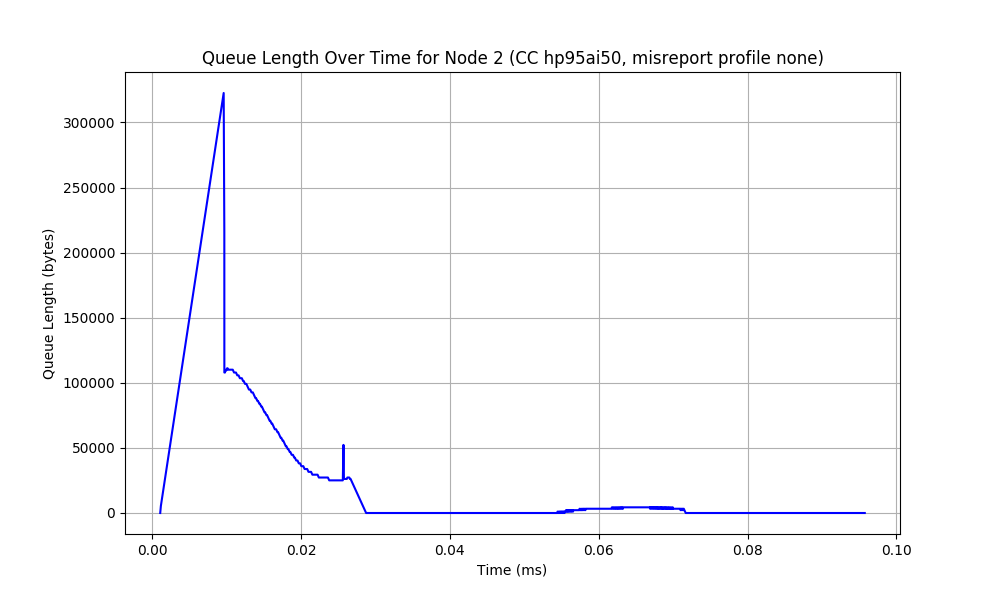 Queue Length Over Time for Node 2 (CC hp95ai50, misreport profile none)
Queue Length (bytes)
300000
250000
200000
150000
100000
50000
0
0.00 0.02 0.04 0.06 0.08 0.10
Time (ms)